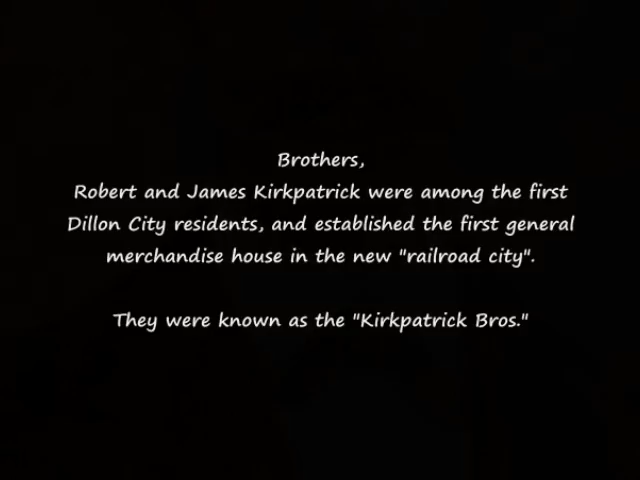 Brothers,
Robert and James Kirkpatrick were among the first
Dillon City residents, and established the first general
merchandise house in the new "railroad city".
They were known as the "Kirkpatrick Bros."